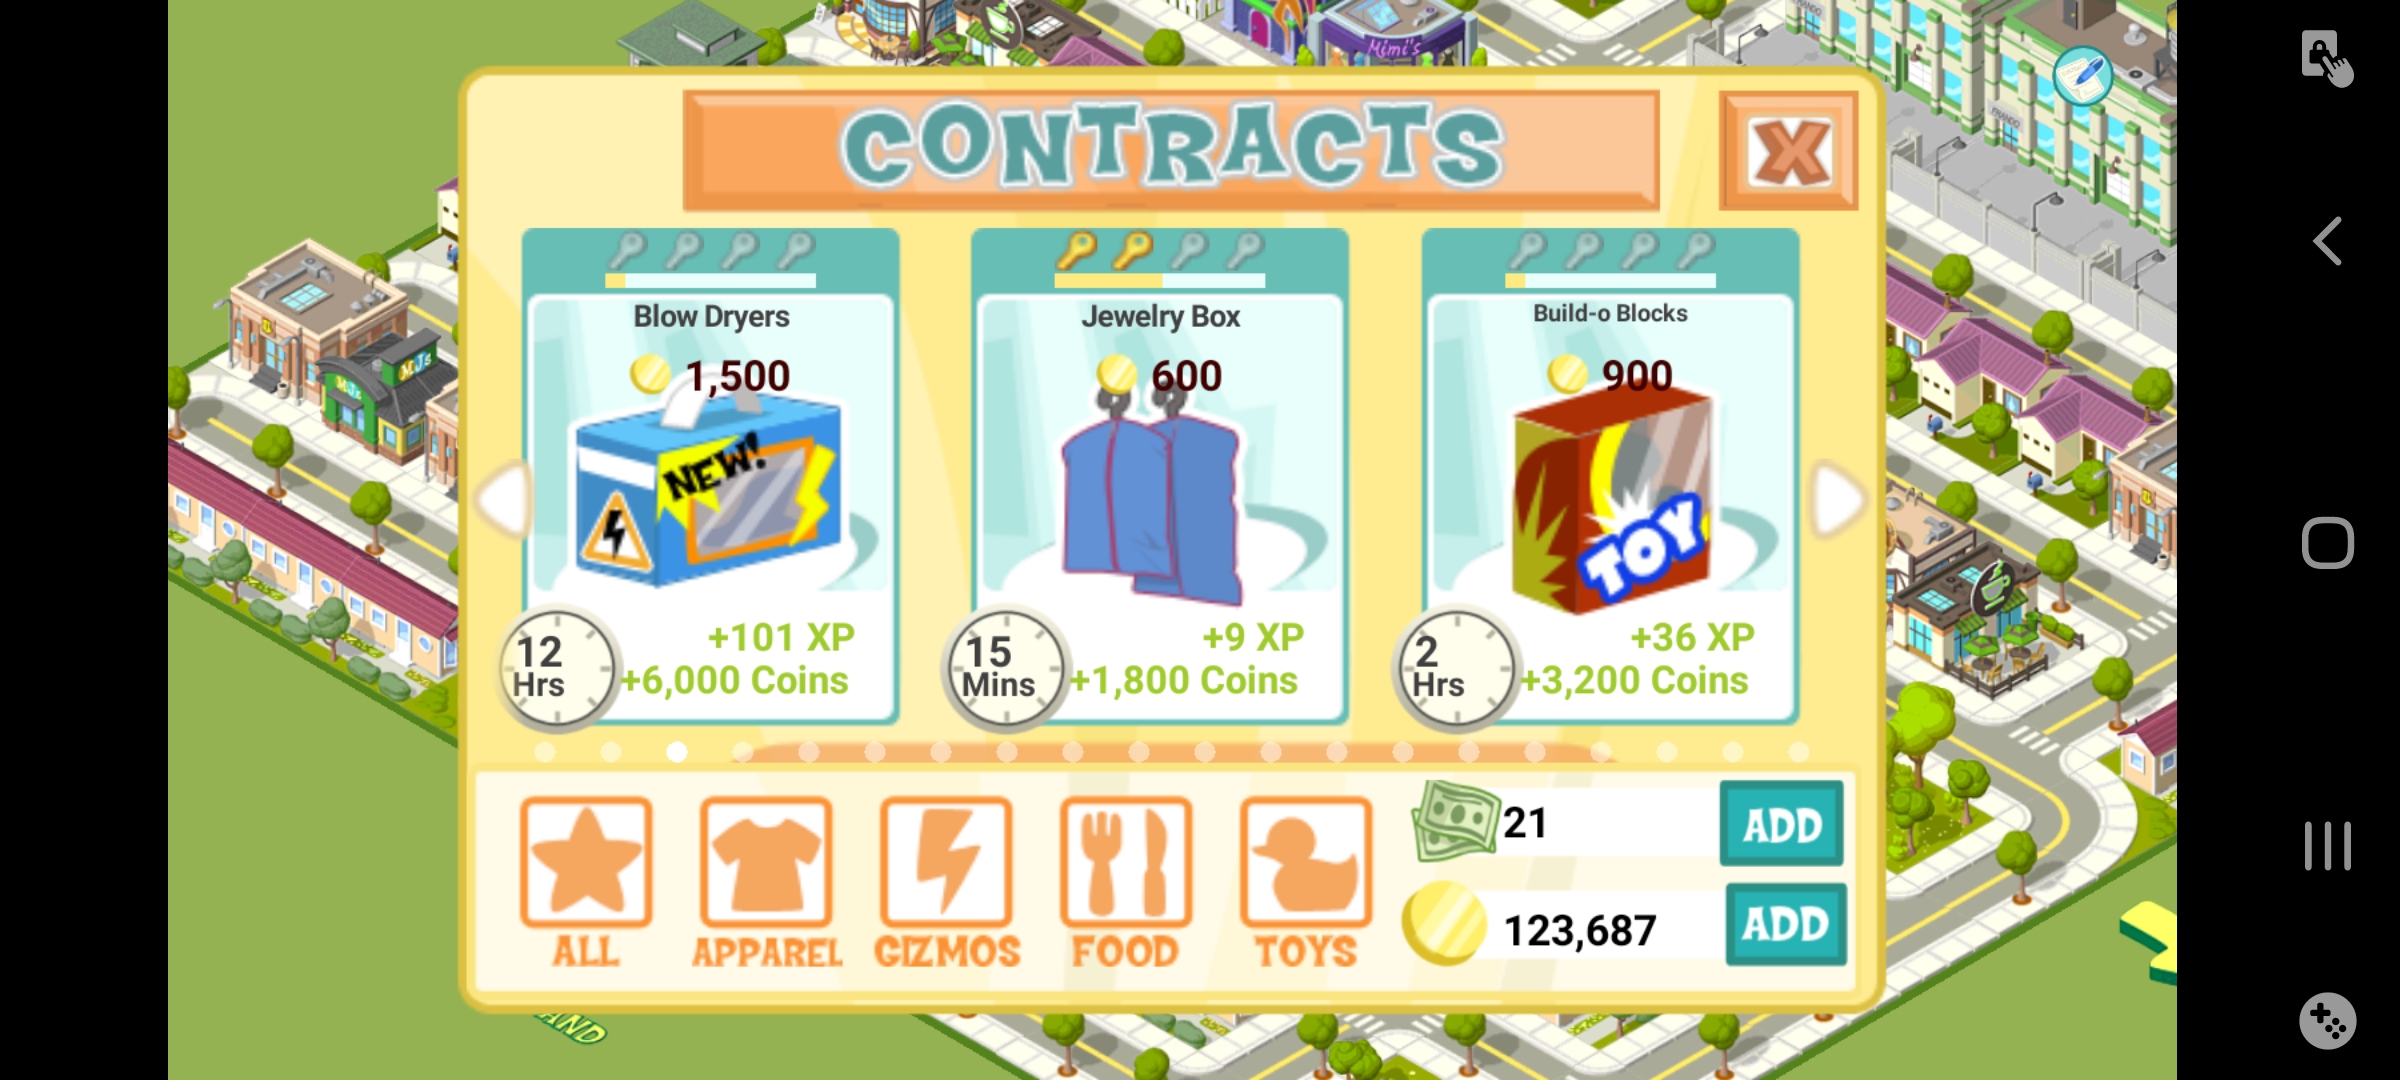 Mimi's
FRANDO
CONTRACTS
X
Blow Dryers
1,500
NEW!
12
Hrs
+101 XP
+6,000 Coins
Jewelry Box
600
15
Mins
+9 XP
+1,800 Coins
Build-o Blocks
900
TOY
2
Hrs
+36 XP
+3,200 Coins
MJ's
MJ's
ALL
APPAREL
GIZMOS
FOOD
TOYS
21
ADD
123,687
ADD
AND